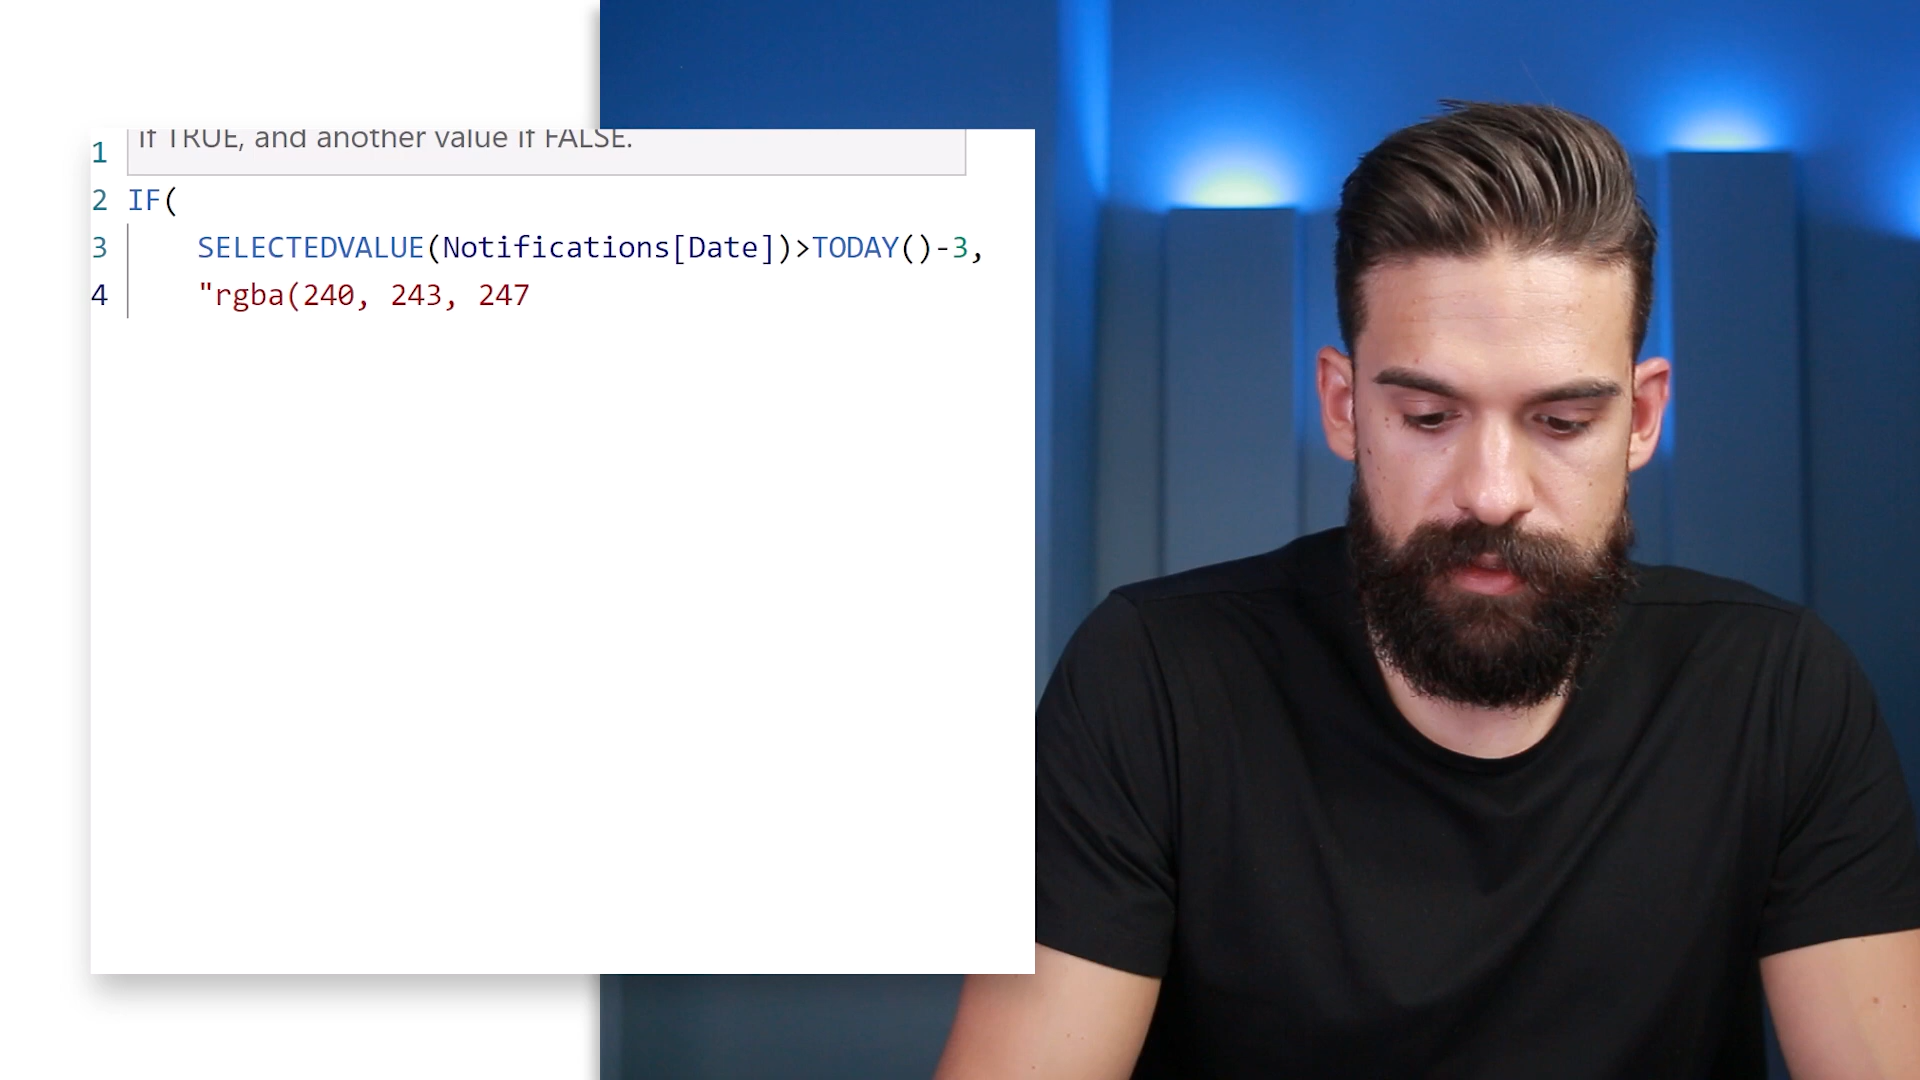 if TRUE, and another value if FALSE.
1
2 IF(
3 SELECTEDVALUE(Notifications[Date])>TODAY()-3,
4 "rgba(240, 243, 247